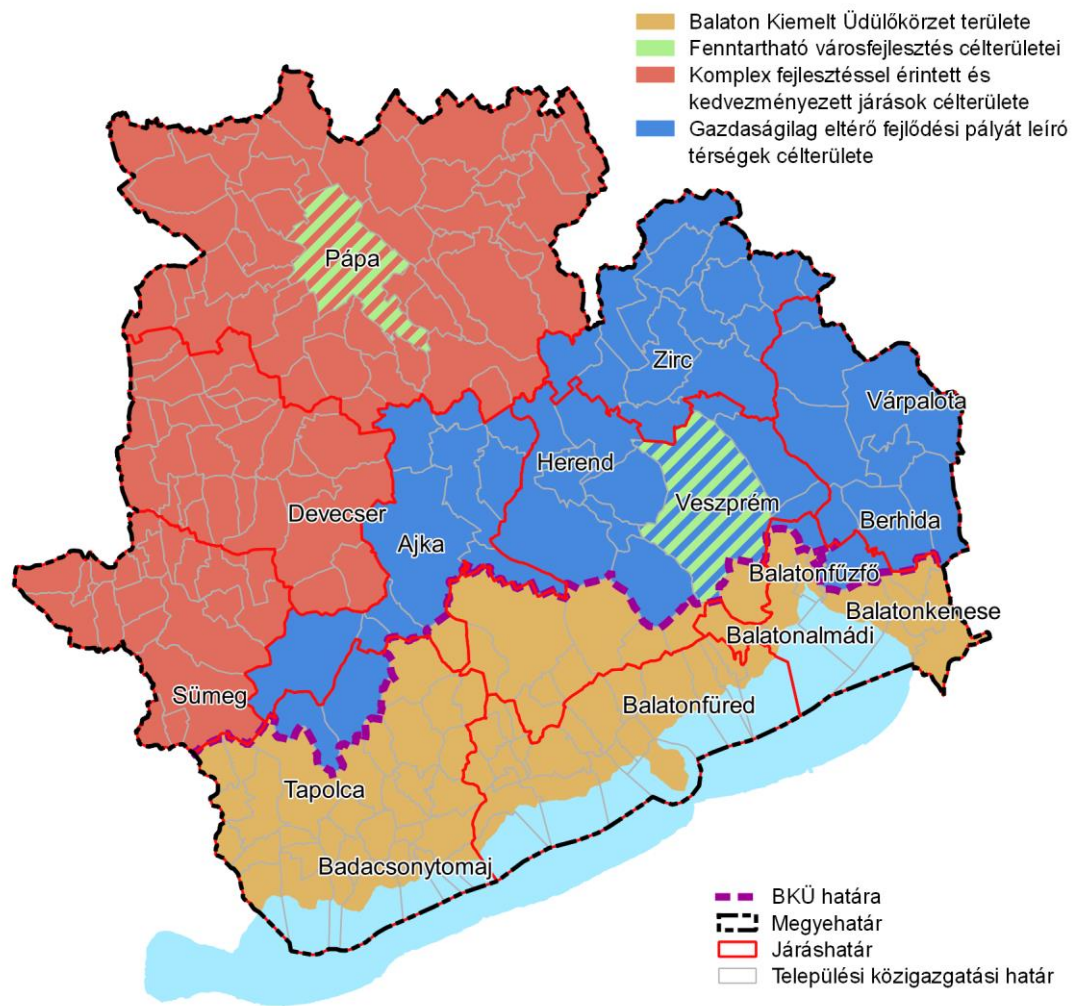 Balaton Kiemelt Üdülőkörzet területe
Fenntartható városfejlesztés célterületei
Komplex fejlesztéssel érintett és
kedvezményezett járások célterülete
Gazdaságilag eltérő fejlődési pályát leíró
térségek célterülete
Pápa
Zirc
Várpalota
Herend
Veszprém
Devecser
Ajka
Berhida
Balatonfűzfő
Balatonkenese
Balatonalmádi
Sümeg
Balatonfüred
Tapolca
Badacsonytomaj
BKÜ határa
Megyehatár
Járáshatár
Települési közigazgatási határ